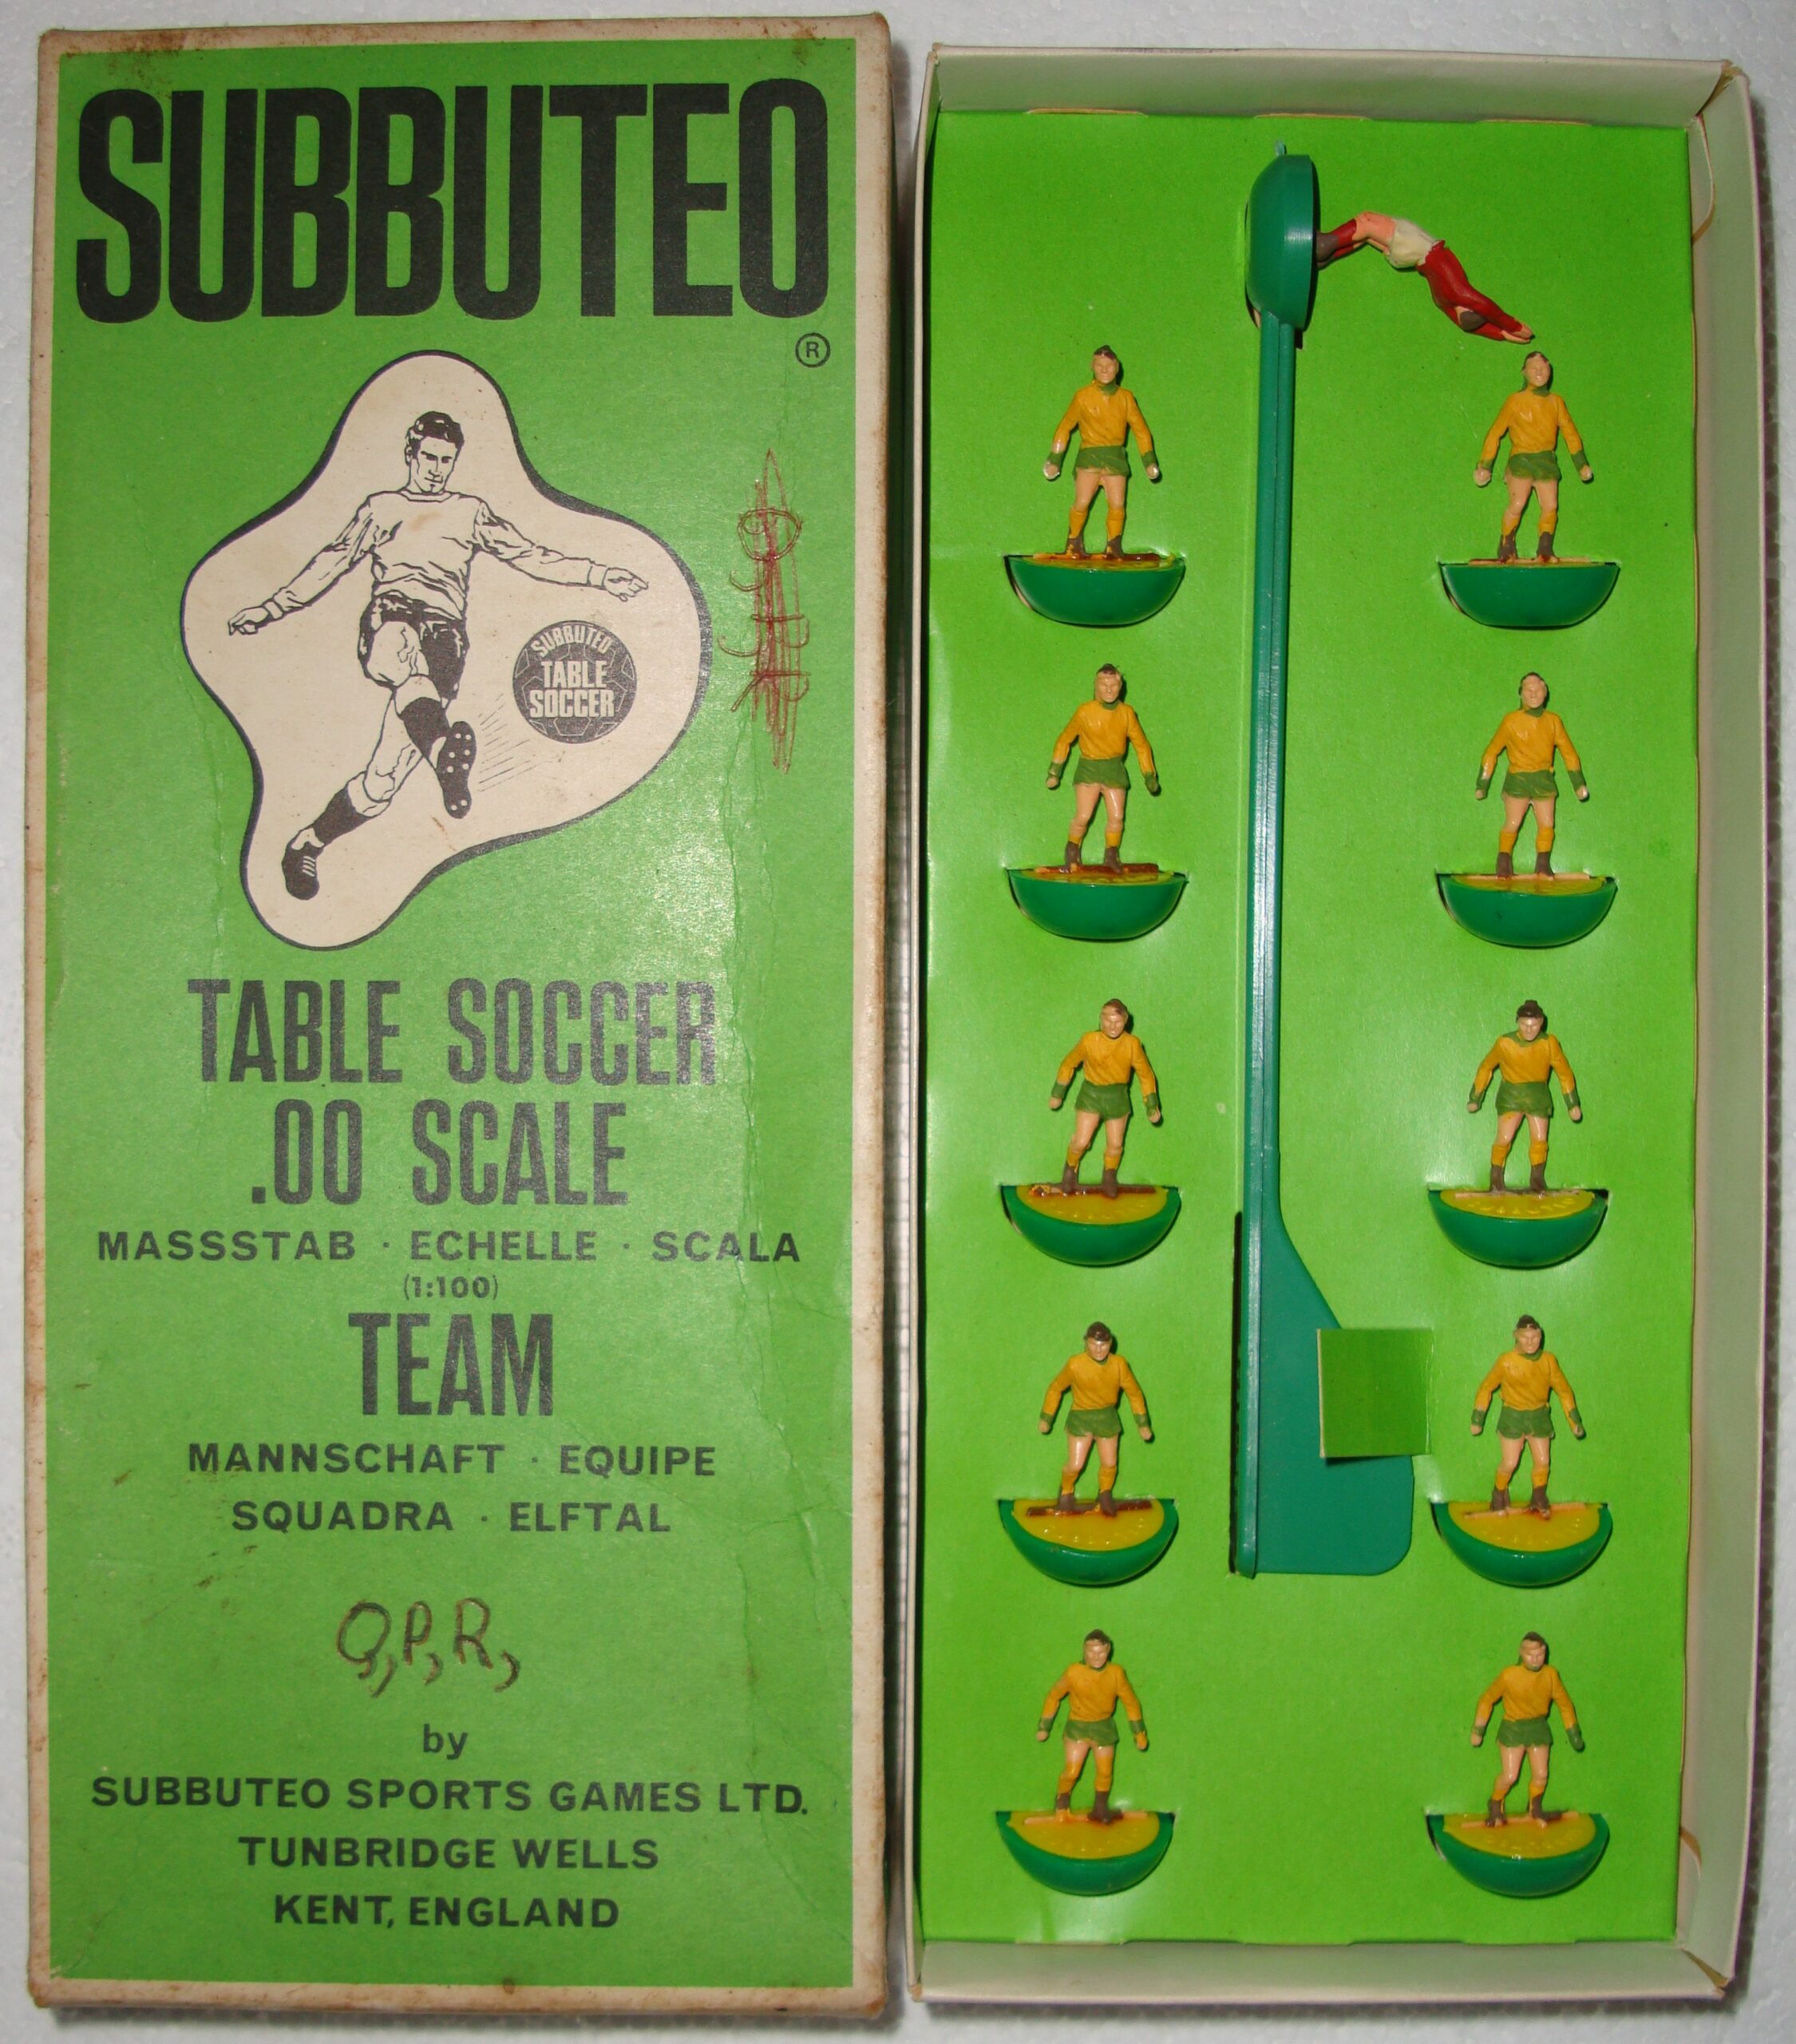 SUBBUTEO
®
SUBBUTEO
TABLE
SOCCER
TABLE SOCCER
.00 SCALE
MASSSTAB · ECHELLE · SCALA
(1:100)
TEAM
MANNSCHAFT · EQUIPE
SQUADRA · ELFTAL
Q,P,R,
by
SUBBUTEO SPORTS GAMES LTD.
TUNBRIDGE WELLS
KENT, ENGLAND